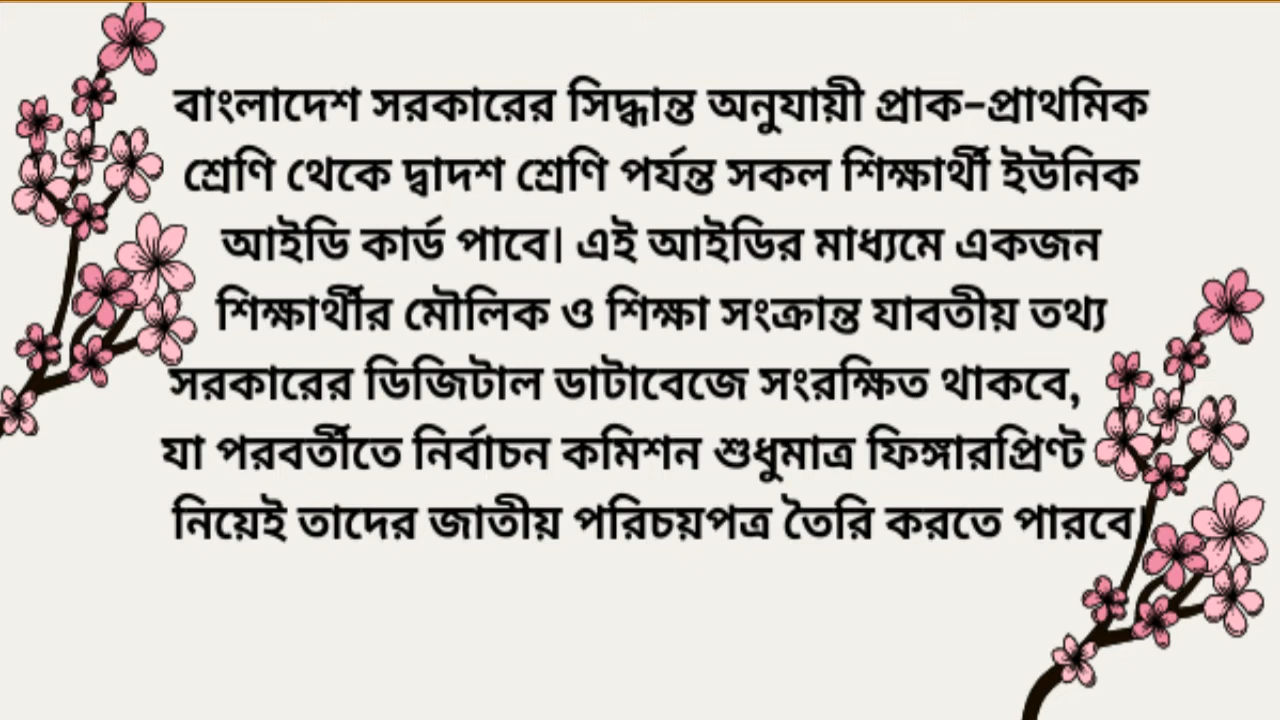 বাংলাদেশ সরকারের সিদ্ধান্ত অনুযায়ী প্রাক-প্রাথমিক
শ্রেণি থেকে দ্বাদশ শ্রেণি পর্যন্ত সকল শিক্ষার্থী ইউনিক
আইডি কার্ড পাবে। এই আইডির মাধ্যমে একজন
শিক্ষার্থীর মৌলিক ও শিক্ষা সংক্রান্ত যাবতীয় তথ্য
সরকারের ডিজিটাল ডাটাবেজে সংরক্ষিত থাকবে,
যা পরবর্তীতে নির্বাচন কমিশন শুধুমাত্র ফিঙ্গারপ্রিণ্ট
নিয়েই তাদের জাতীয় পরিচয়পত্র তৈরি করতে পারবে।